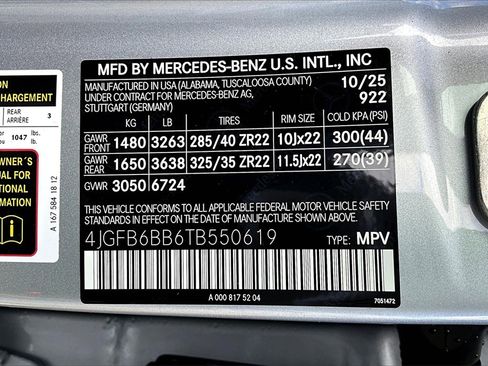 MFD BY MERCEDES-BENZ U.S. INTL., INC
MANUFACTURED IN USA (ALABAMA, TUSCALOOSA COUNTY) 10/25
UNDER CONTRACT FOR MERCEDES-BENZ AG, 922
STUTTGART (GERMANY)
KG LB TIRES RIM SIZE COLD KPA (PSI)
GAWR FRONT 1480 3263 285/40 ZR22 10Jx22 300(44)
GAWR REAR 1650 3638 325/35 ZR22 11.5Jx22 270(39)
GWR 3050 6724
THIS VEHICLE CONFORMS TO ALL APPLICABLE FEDERAL MOTOR VEHICLE SAFETY
STANDARDS IN EFFECT ON THE DATE OF MANUFACTURE SHOWN ABOVE.
4JGFB6BB6TB550619 TYPE: MPV
A 000 817 52 04
7051472
CHARGEMENT
REAR
ARRIÈRE 3
1047 lbs.
lb.
MANUAL FOR
A 167 584 18 12